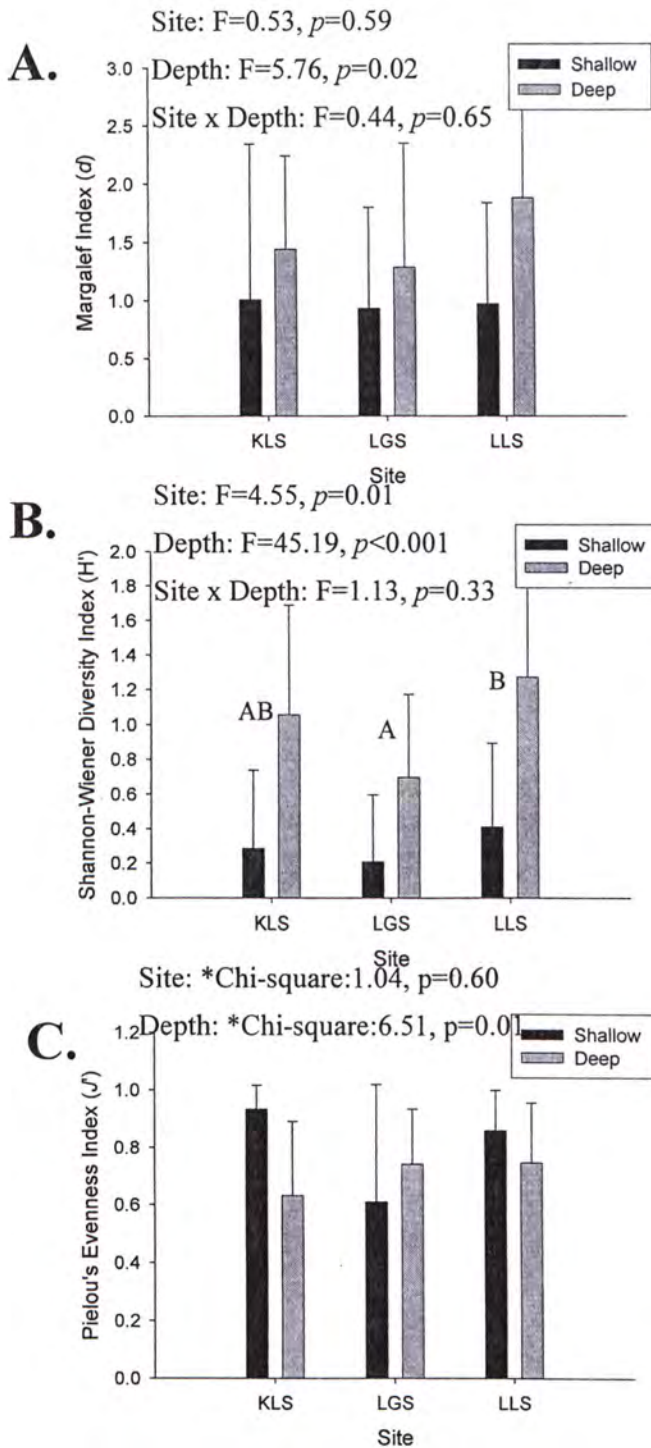 Site: F=0.53, p=0.59
A.
Depth: F=5.76, p=0.02
Site x Depth: F=0.44, p=0.65
Shallow
Deep
Margalef Index (d)
3.0
2.5
2.0
1.5
1.0
0.5
0.0
KLS LGS LLS
Site
Site: F=4.55, p=0.01
B.
Depth: F=45.19, p<0.001
Site x Depth: F=1.13, p=0.33
Shallow
Deep
Shannon-Wiener Diversity Index (H')
2.0
1.8
1.6
1.4
1.2
1.0
0.8
0.6
0.4
0.2
0.0
AB A B
KLS LGS LLS
Site
Site: *Chi-square:1.04, p=0.60
Depth: *Chi-square:6.51, p=0.01
C.
Shallow
Deep
Pielou's Evenness Index (J')
1.2
1.0
0.8
0.6
0.4
0.2
0.0
KLS LGS LLS
Site